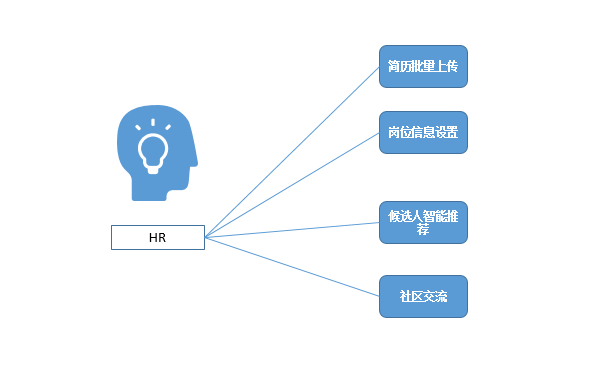 简历批量上传
岗位信息设置
候选人智能推
荐
HR
社区交流